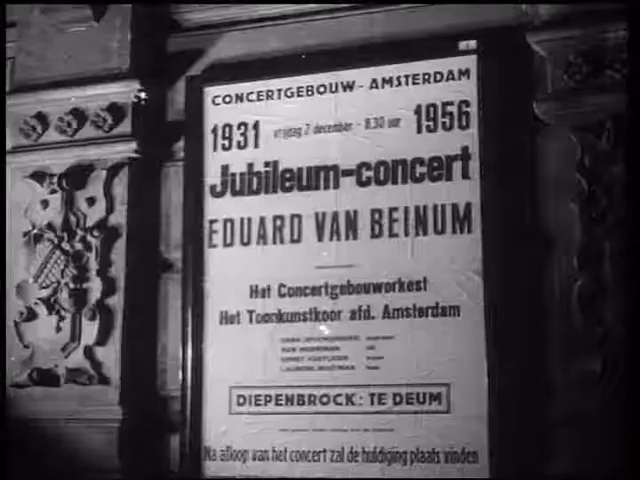 CONCERTGEBOUW - AMSTERDAM
1931 vrijdag 7 december - 8.30 uur 1956
Jubileum-concert
EDUARD VAN BEINUM
Het Concertgebouworkest
Het Toonkunstkoor afd. Amsterdam
DIEPENBROCK: TE DEUM
Na afloop van het concert zal de huldiging plaats vinden